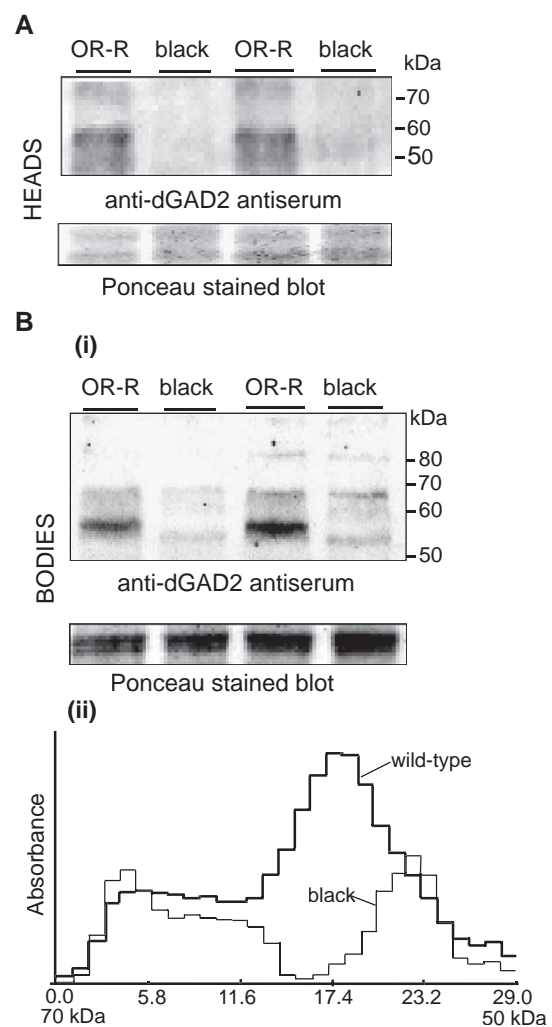 A
OR-R black OR-R black
kDa
-70
-60
-50
HEADS
anti-dGAD2 antiserum
Ponceau stained blot
B
(i)
OR-R black OR-R black
kDa
-80
-70
-60
-50
BODIES
anti-dGAD2 antiserum
Ponceau stained blot
(ii)
wild-type
black
Absorbance
0.0 5.8 11.6 17.4 23.2 29.0
70 kDa 50 kDa